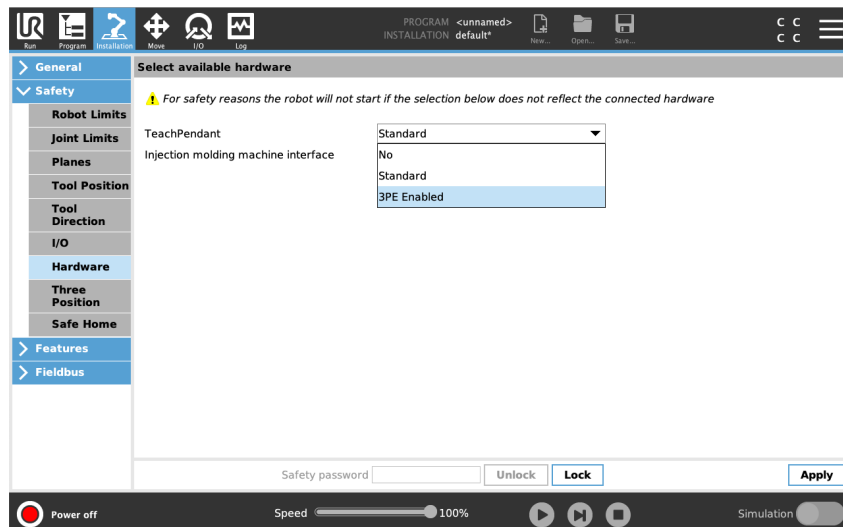 UR
PROGRAM <unnamed>
INSTALLATION default*
Run Program Installation Move I/O Log New... Open... Save...
C C
C C
General
Safety
Robot Limits
Joint Limits
Planes
Tool Position
Tool
Direction
I/O
Hardware
Three
Position
Safe Home
Features
Fieldbus
Select available hardware
For safety reasons the robot will not start if the selection below does not reflect the connected hardware
TeachPendant Standard
Injection molding machine interface
No
Standard
3PE Enabled
Safety password Unlock Lock Apply
Power off Speed 100% Simulation